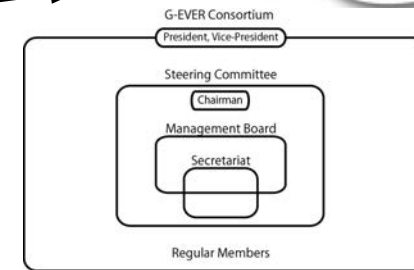 G-EVER Consortium
President, Vice-President
Steering Committee
Chairman
Management Board
Secretariat
Regular Members